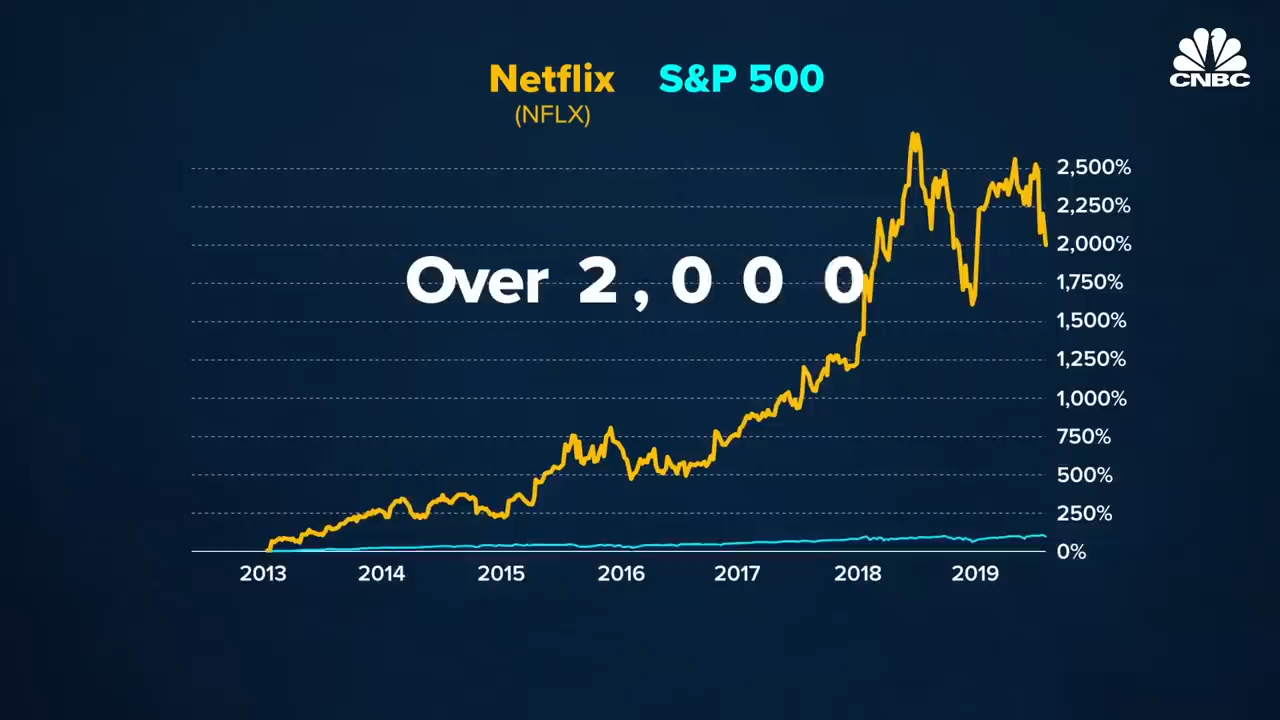 CNBC
Netflix S&P 500
(NFLX)
2,500%
2,250%
2,000%
Over 2,000
1,750%
1,500%
1,250%
1,000%
750%
500%
250%
0%
2013 2014 2015 2016 2017 2018 2019